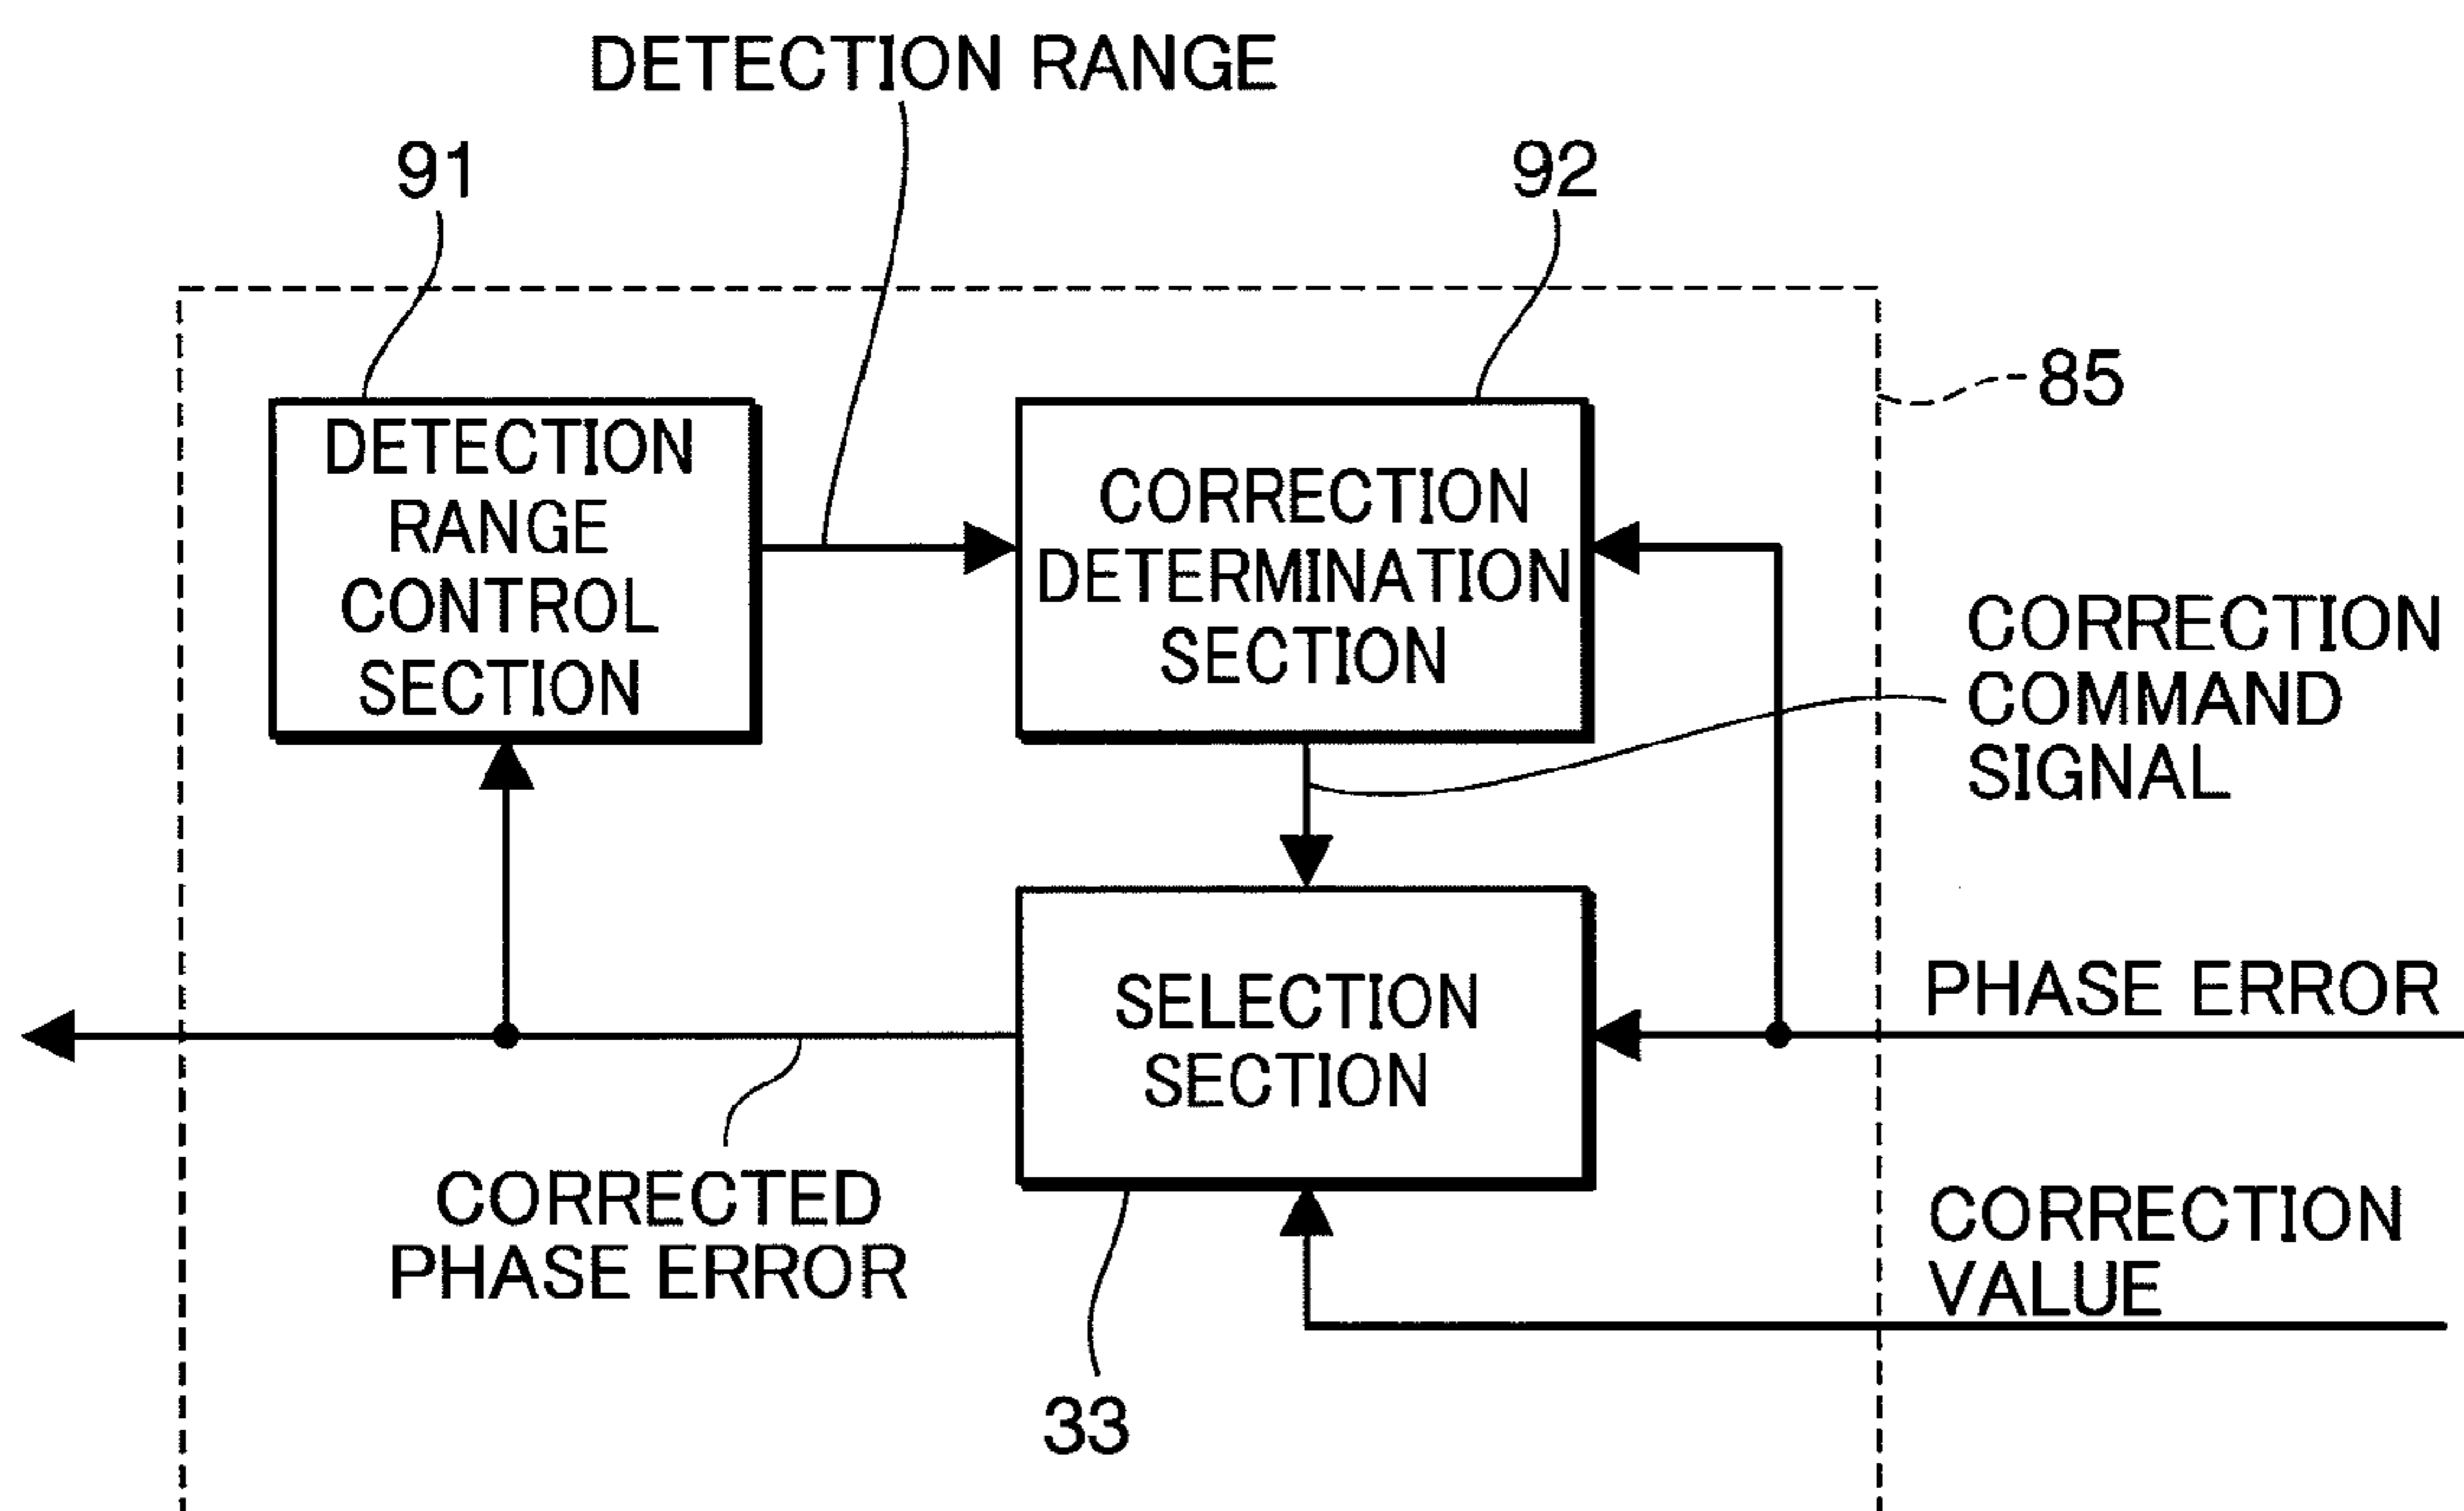 DETECTION RANGE
91
92
85
DETECTION
RANGE
CONTROL
SECTION
CORRECTION
DETERMINATION
SECTION
CORRECTION
COMMAND
SIGNAL
SELECTION
SECTION
PHASE ERROR
CORRECTED
PHASE ERROR
CORRECTION
VALUE
33